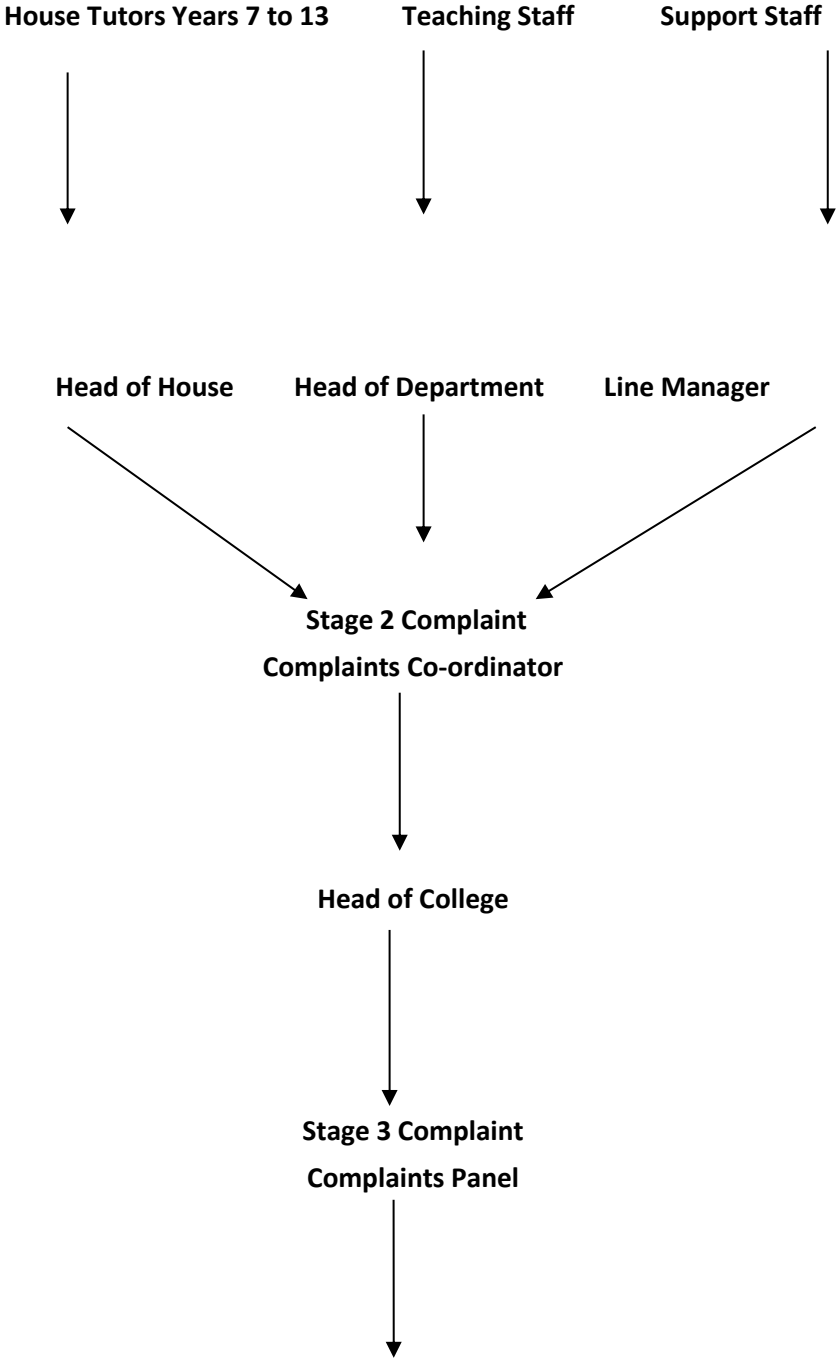 House Tutors Years 7 to 13 Teaching Staff Support Staff
Head of House Head of Department Line Manager
Stage 2 Complaint
Complaints Co-ordinator
Head of College
Stage 3 Complaint
Complaints Panel